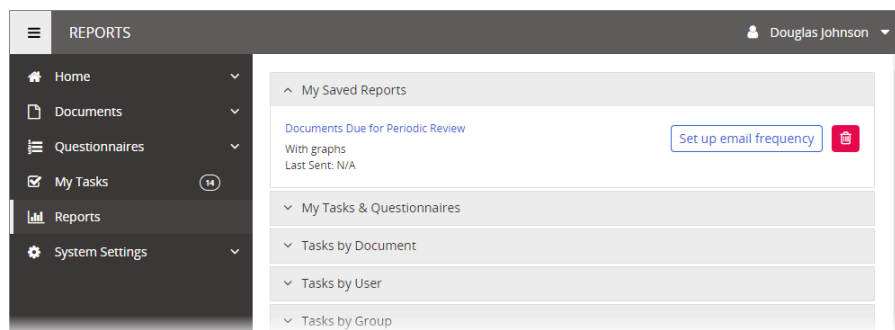 REPORTS
Douglas Johnson
Home
Documents
Questionnaires
My Tasks 14
Reports
System Settings
My Saved Reports
Documents Due for Periodic Review
With graphs
Last Sent: N/A
Set up email frequency
My Tasks & Questionnaires
Tasks by Document
Tasks by User
Tasks by Group